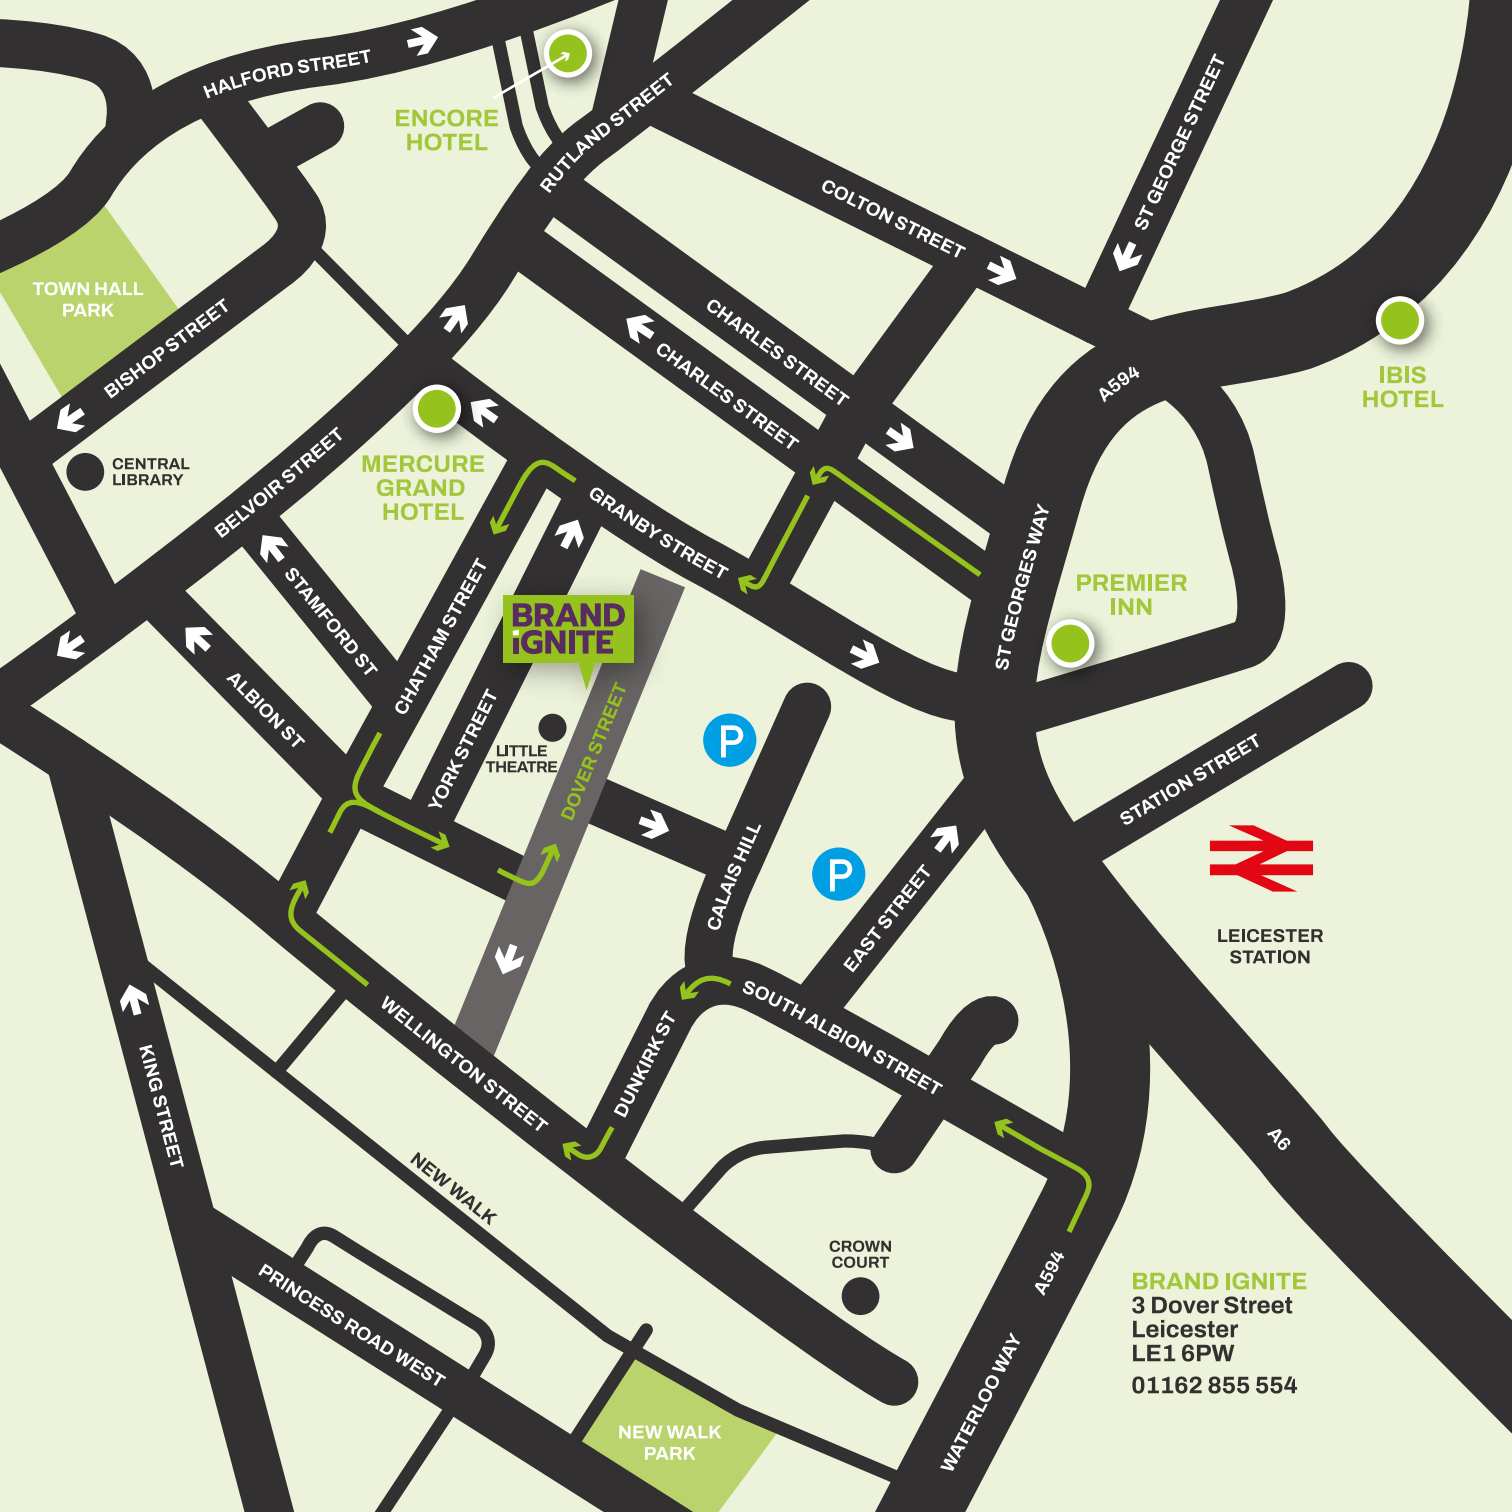 HALFORD STREET
ENCORE
HOTEL
RUTLAND STREET
ST GEORGE STREET
COLTON STREET
TOWN HALL
PARK
BISHOP STREET
CHARLES STREET
CHARLES STREET
A594
IBIS
HOTEL
CENTRAL
LIBRARY
BELVOIR STREET
MERCURE
GRAND
HOTEL
GRANBY STREET
ST GEORGES WAY
PREMIER
INN
STAMFORD ST
CHATHAM STREET
BRAND
iGNITE
ALBION ST
YORK STREET
LITTLE
THEATRE
DOVER STREET
P
STATION STREET
CALAIS HILL
P
EAST STREET
LEICESTER
STATION
SOUTH ALBION STREET
WELLINGTON STREET
DUNKIRK ST
KING STREET
A6
NEW WALK
CROWN
COURT
A594
PRINCESS ROAD WEST
WATERLOO WAY
NEW WALK
PARK
BRAND IGNITE
3 Dover Street
Leicester
LE1 6PW
01162 855 554